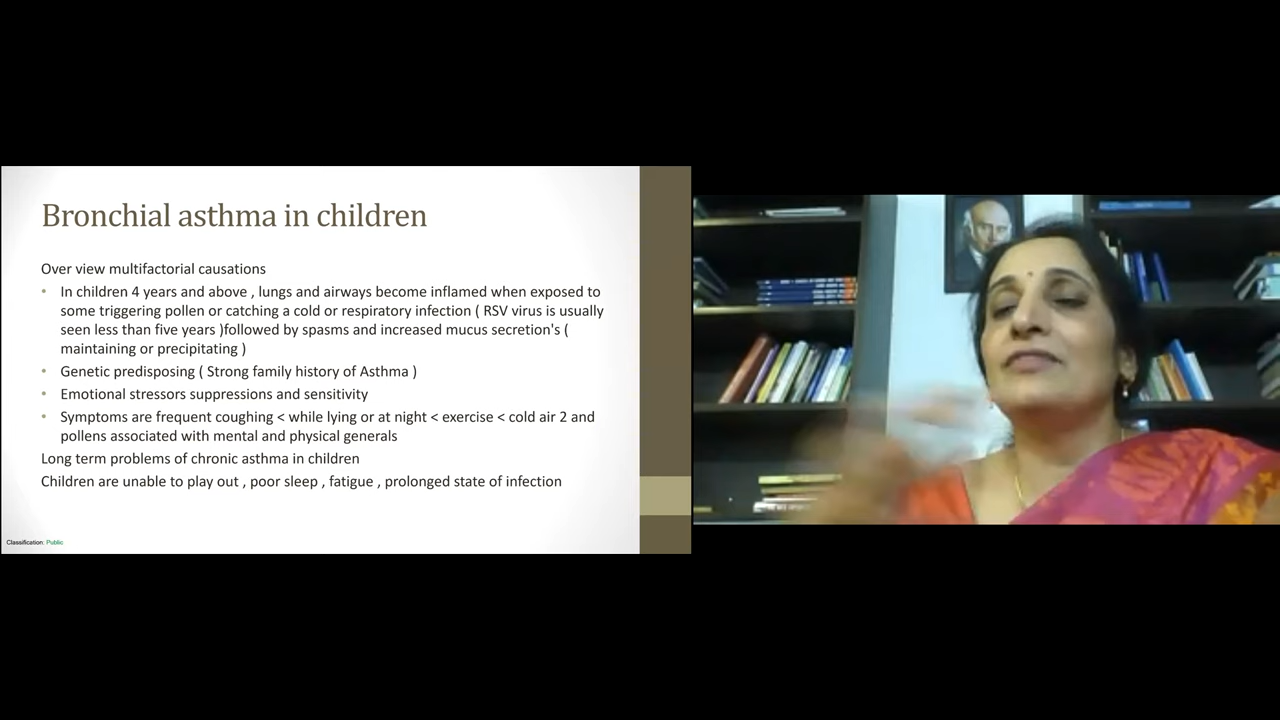 Bronchial asthma in children
Over view multifactorial causations
• In children 4 years and above , lungs and airways become inflamed when exposed to
some triggering pollen or catching a cold or respiratory infection ( RSV virus is usually
seen less than five years )followed by spasms and increased mucus secretion's (
maintaining or precipitating )
• Genetic predisposing ( Strong family history of Asthma )
• Emotional stressors suppressions and sensitivity
• Symptoms are frequent coughing < while lying or at night < exercise < cold air 2 and
pollens associated with mental and physical generals
Long term problems of chronic asthma in children
Children are unable to play out , poor sleep , fatigue , prolonged state of infection
Classification: Public